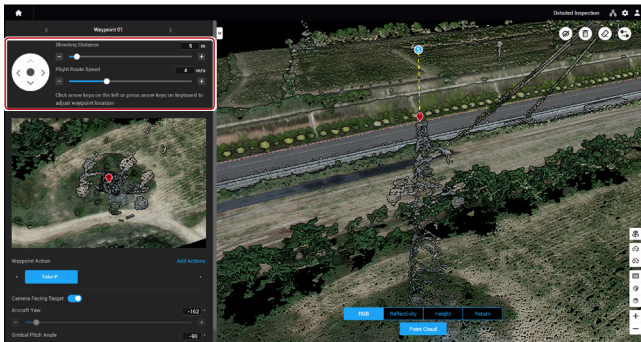 Detailed Inspection
Waypoint 01
Shooting Distance
5 m
Flight Route Speed
4 m/s
Click arrow keys on the left or press arrow keys on keyboard to
adjust waypoint location
Waypoint Action
Add Actions
Take P
Camera Facing Target
Aircraft Yaw
-162 °
Gimbal Pitch Angle
-90 °
RGB
Reflectivity
Height
Return
Point Cloud